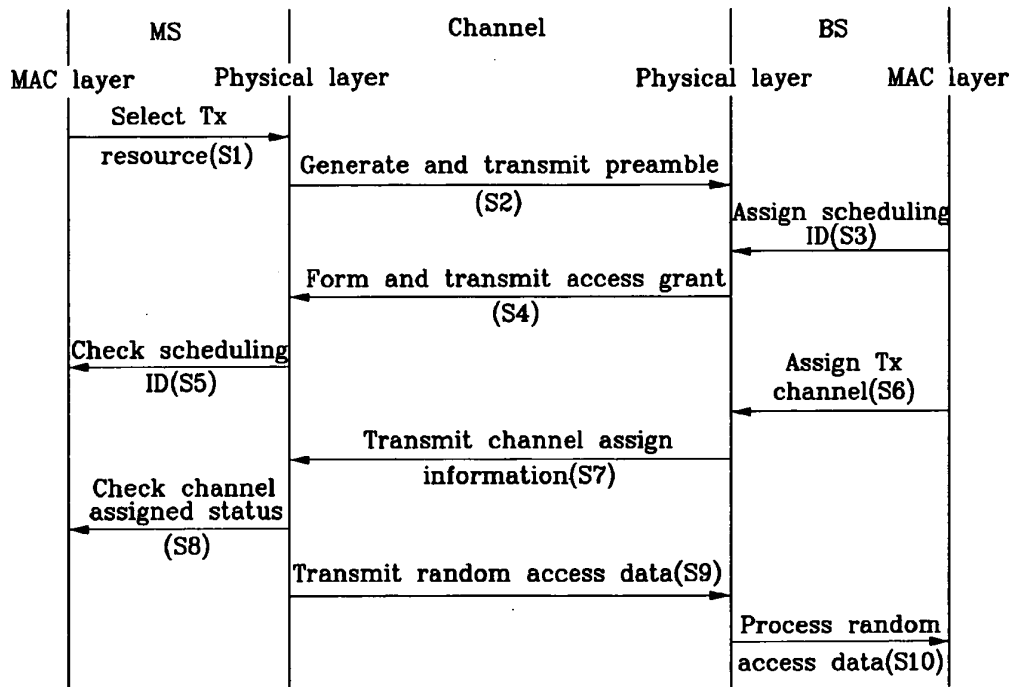 MS
Channel
BS
MAC layer
Physical layer
Physical layer
MAC layer
Select Tx
resource(S1)
Generate and transmit preamble
(S2)
Assign scheduling
ID(S3)
Form and transmit access grant
(S4)
Check scheduling
ID(S5)
Assign Tx
channel(S6)
Transmit channel assign
information(S7)
Check channel
assigned status
(S8)
Transmit random access data(S9)
Process random
access data(S10)